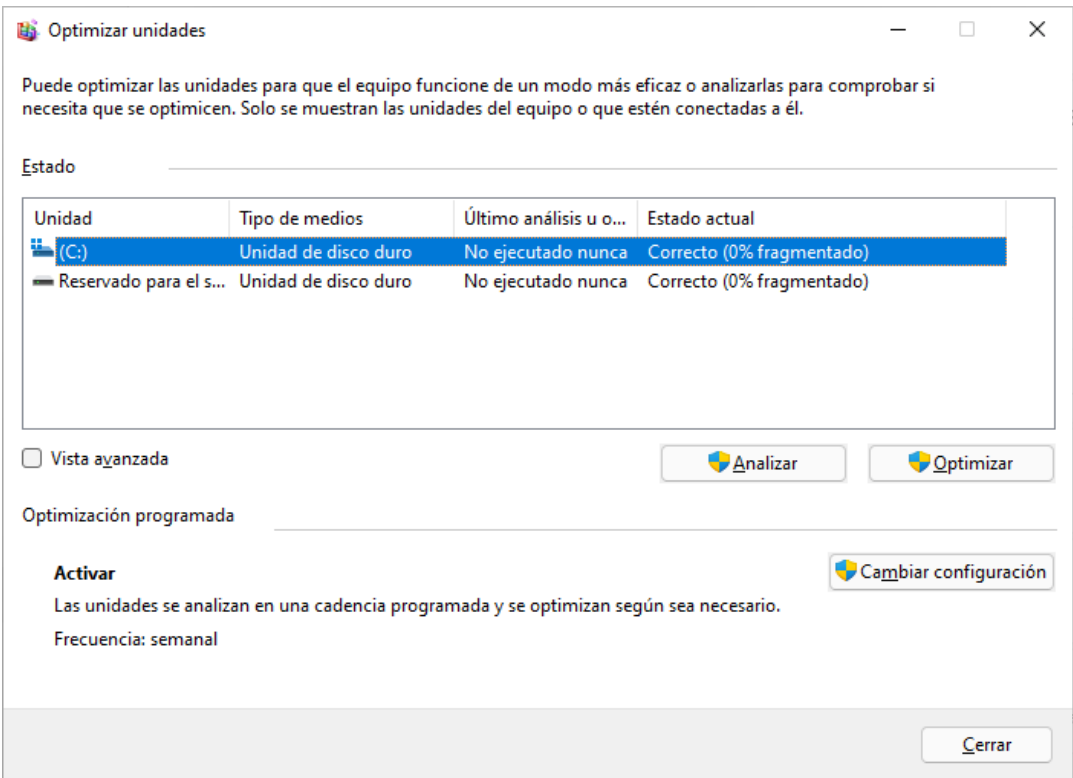 Optimizar unidades
Puede optimizar las unidades para que el equipo funcione de un modo más eficaz o analizarlas para comprobar si
necesita que se optimicen. Solo se muestran las unidades del equipo o que estén conectadas a él.
Estado
Unidad Tipo de medios Último análisis u o... Estado actual
(C:) Unidad de disco duro No ejecutado nunca Correcto (0% fragmentado)
Reservado para el s... Unidad de disco duro No ejecutado nunca Correcto (0% fragmentado)
Vista avanzada Analizar Optimizar
Optimización programada
Activar Cambiar configuración
Las unidades se analizan en una cadencia programada y se optimizan según sea necesario.
Frecuencia: semanal
Cerrar